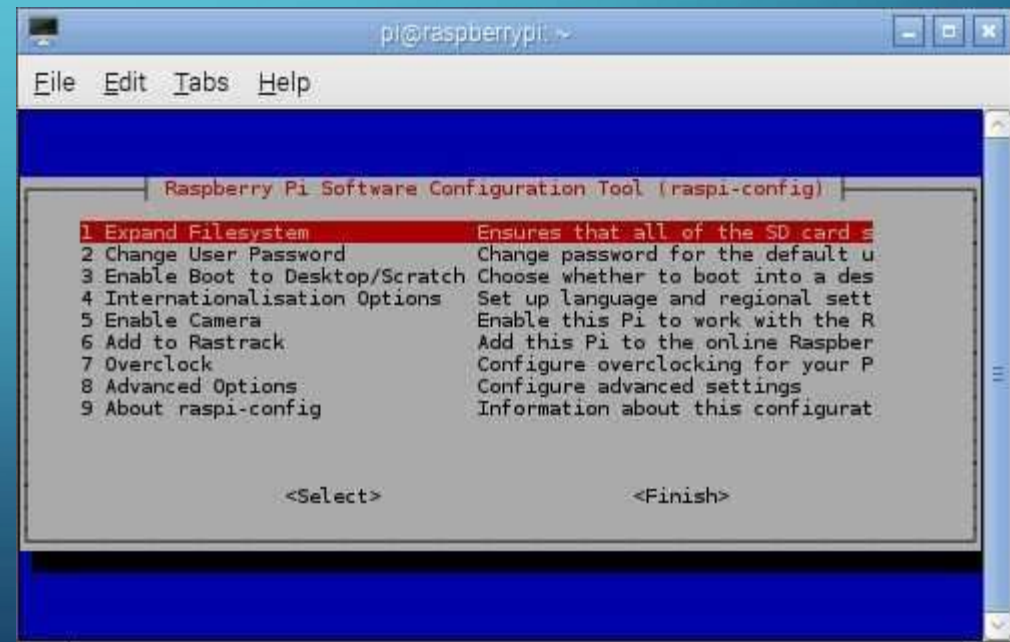 pi@raspberrypi: ~
File Edit Tabs Help
Raspberry Pi Software Configuration Tool (raspi-config)
1 Expand Filesystem Ensures that all of the SD card s
2 Change User Password Change password for the default u
3 Enable Boot to Desktop/Scratch Choose whether to boot into a des
4 Internationalisation Options Set up language and regional sett
5 Enable Camera Enable this Pi to work with the R
6 Add to Rastrack Add this Pi to the online Raspber
7 Overclock Configure overclocking for your P
8 Advanced Options Configure advanced settings
9 About raspi-config Information about this configurat
<Select> <Finish>